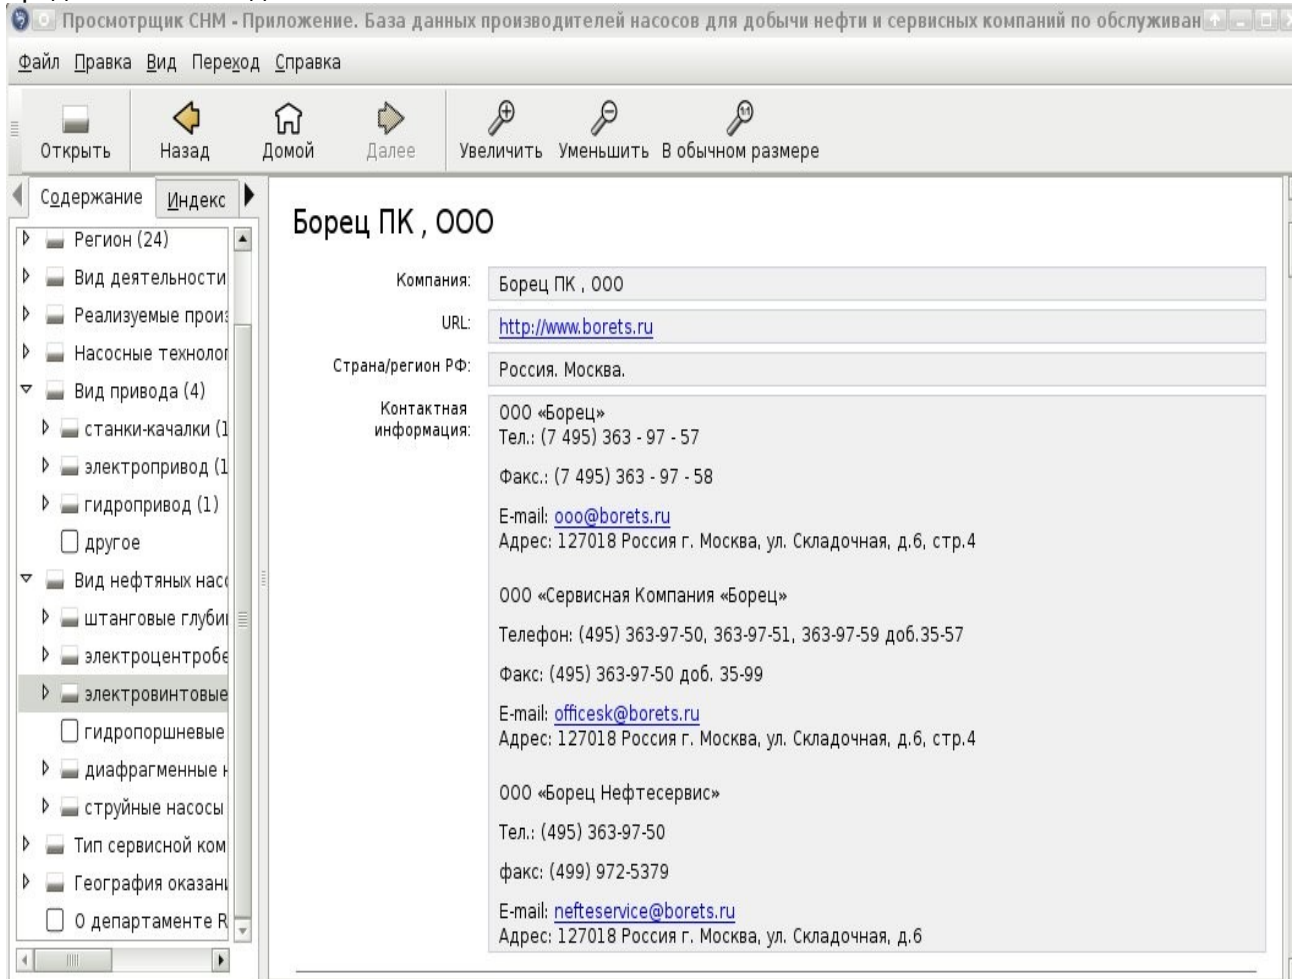 Просмотрщик CHM - Приложение. База данных производителей насосов для добычи нефти и сервисных компаний по обслуживан
Файл Правка Вид Переход Справка
Открыть Назад Домой Далее Увеличить Уменьшить В обычном размере
Содержание Индекс
Регион (24)
Вид деятельности
Реализуемые прои
Насосные технолог
Вид привода (4)
станки-качалки (1
электропривод (1
гидропривод (1)
другое
Вид нефтяных нас
штанговые глуби
электроцентробе
электровинтовые
гидропоршневые
диафрагменные
струйные насосы
Тип сервисной ком
География оказан
О департаменте R
Борец ПК , ООО
Компания: Борец ПК , ООО
URL: http://www.borets.ru
Страна/регион РФ: Россия. Москва.
Контактная информация:
ООО «Борец»
Тел.: (7 495) 363 - 97 - 57
Факс.: (7 495) 363 - 97 - 58
E-mail: ooo@borets.ru
Адрес: 127018 Россия г. Москва, ул. Складочная, д.6, стр.4
ООО «Сервисная Компания «Борец»
Телефон: (495) 363-97-50, 363-97-51, 363-97-59 доб.35-57
Факс: (495) 363-97-50 доб. 35-99
E-mail: officesk@borets.ru
Адрес: 127018 Россия г. Москва, ул. Складочная, д.6, стр.4
ООО «Борец Нефтесервис»
Тел.: (495) 363-97-50
факс: (499) 972-5379
E-mail: nefteservice@borets.ru
Адрес: 127018 Россия г. Москва, ул. Складочная, д.6